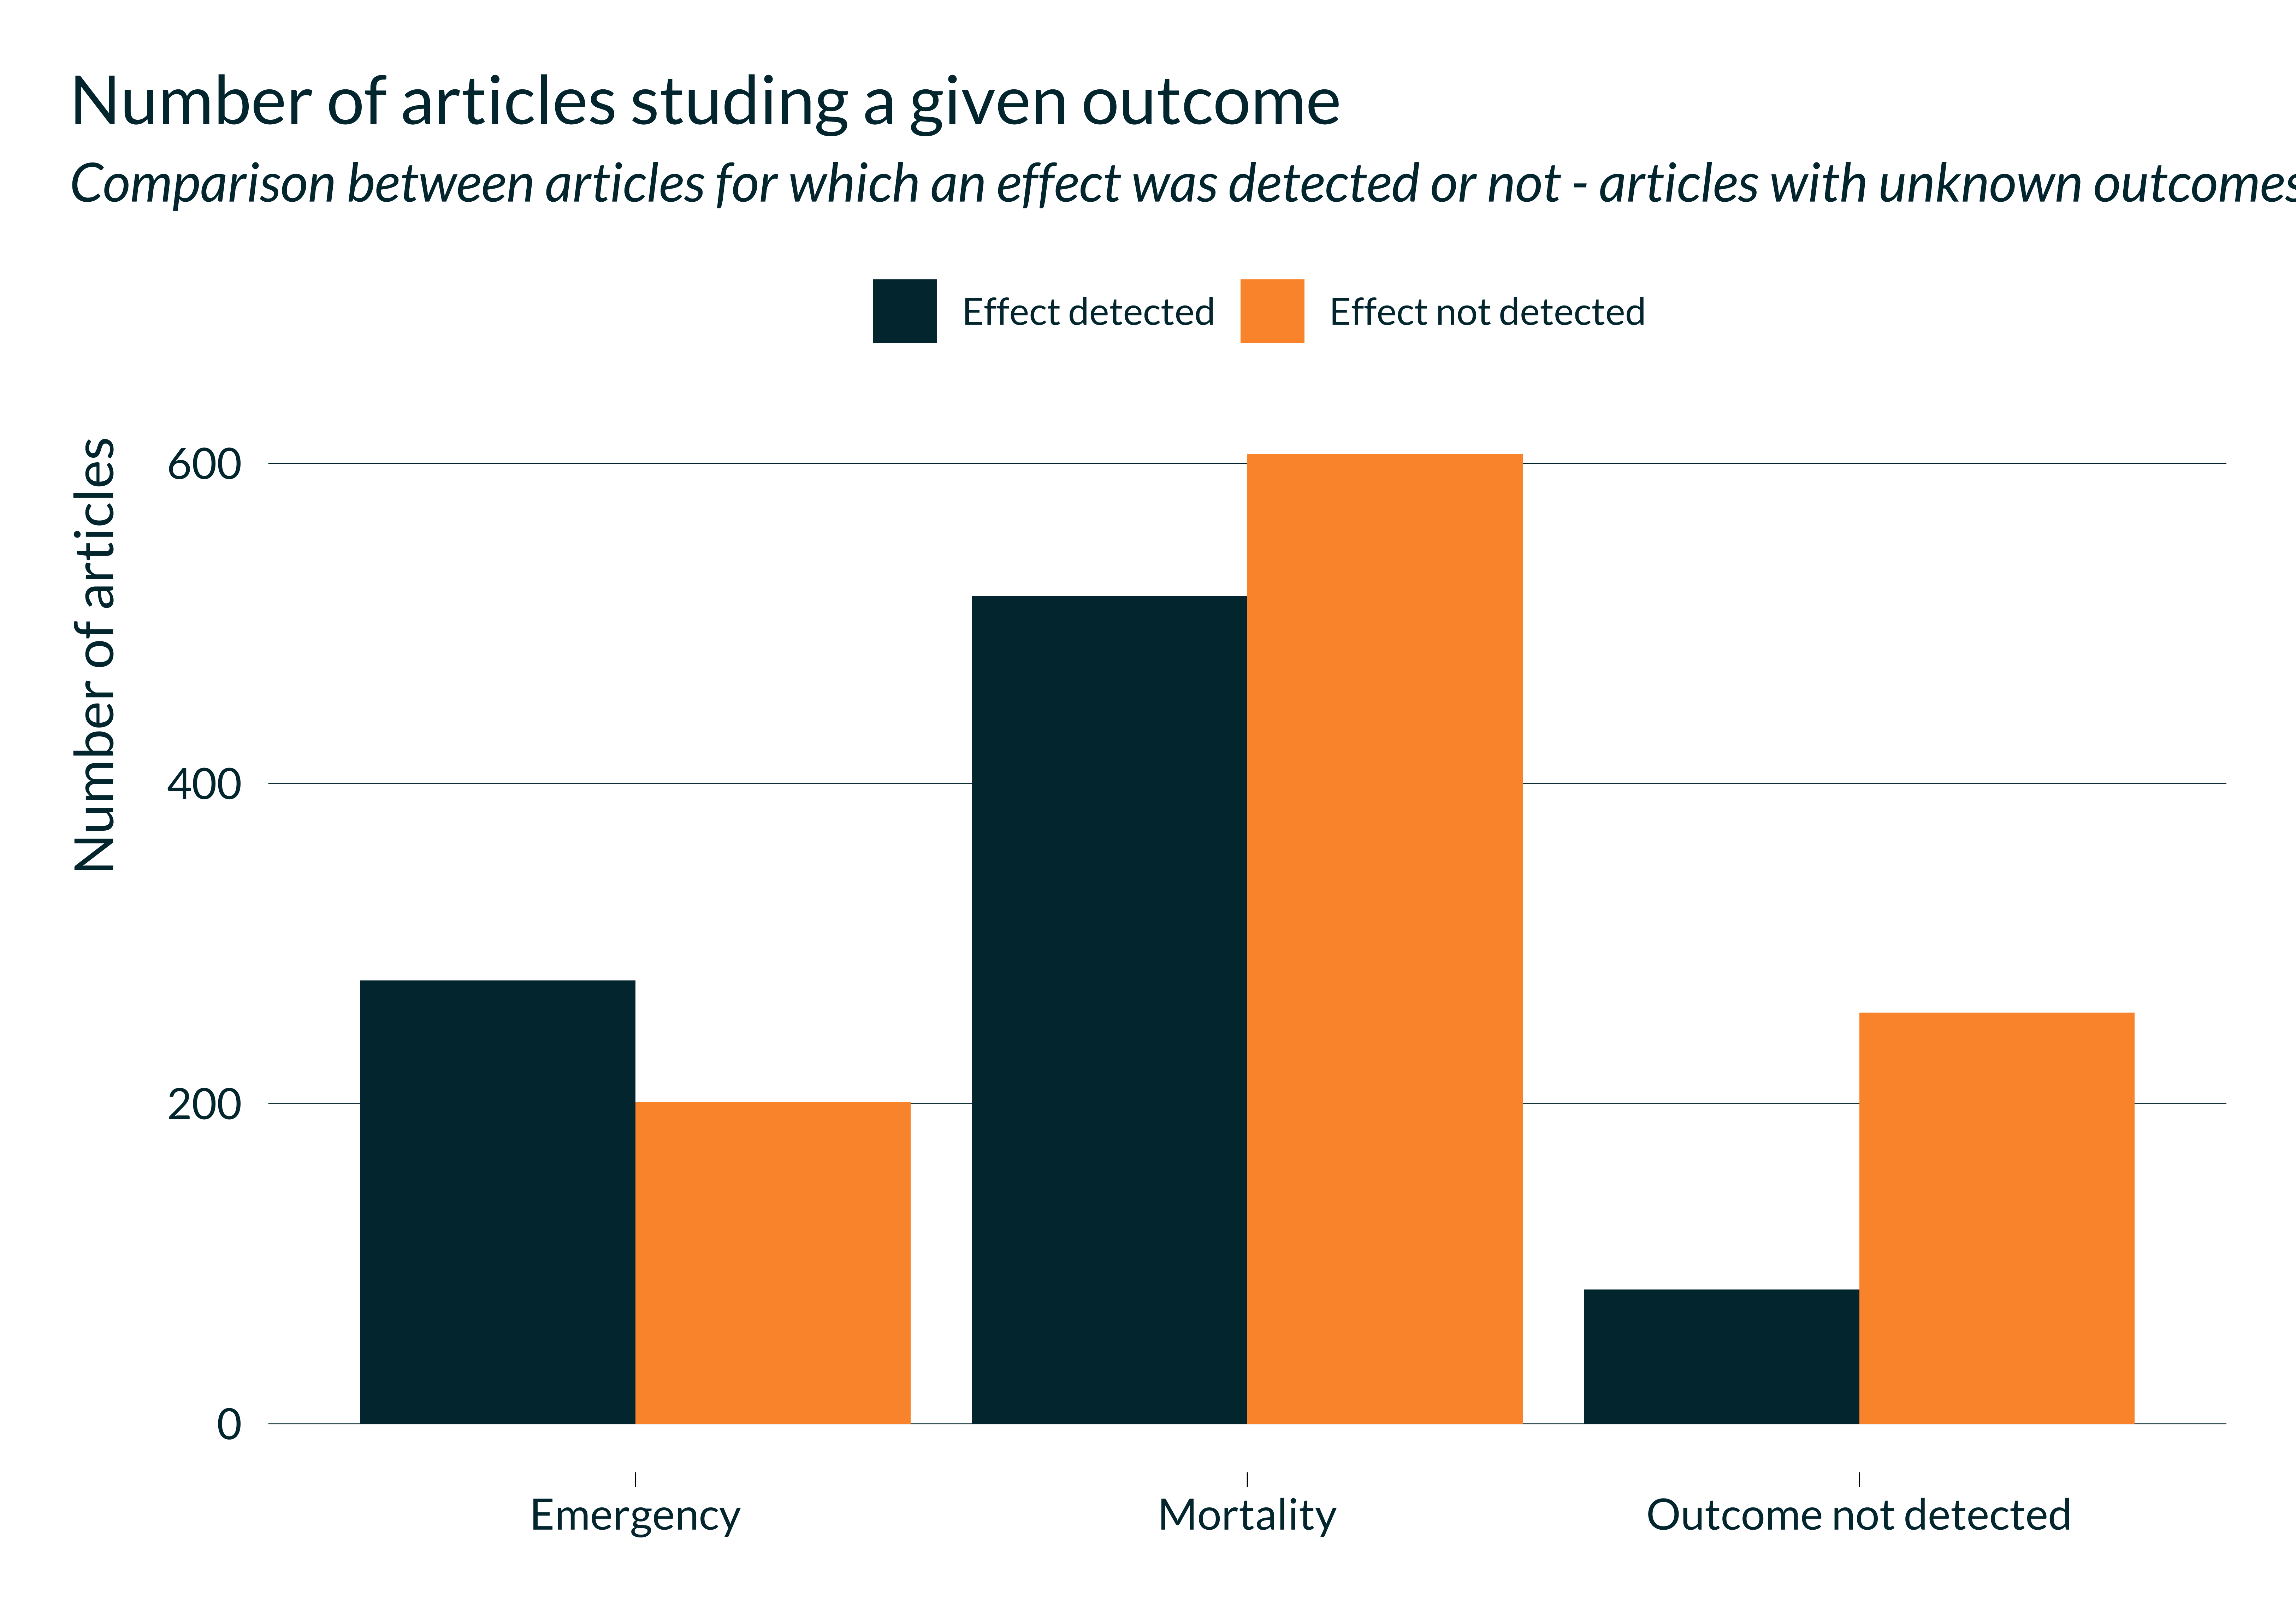 Number of articles studing a given outcome
Comparison between articles for which an effect was detected or not - articles with unknown outcomes
Effect detected
Effect not detected
Number of articles
600
400
200
0
Emergency
Mortality
Outcome not detected